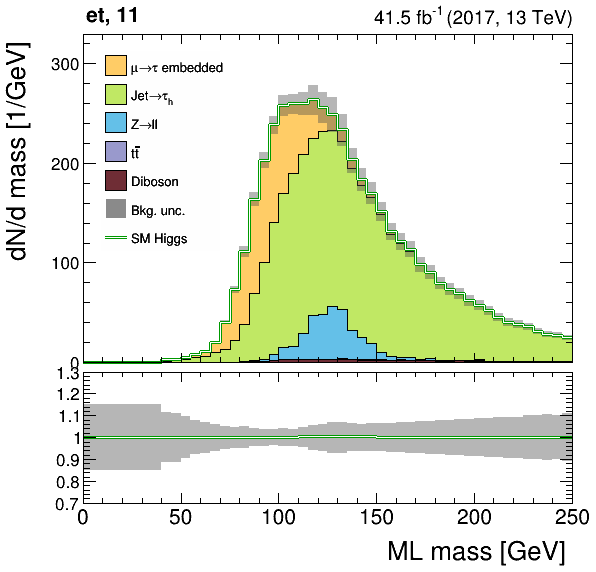 et, 11
41.5 fb⁻¹ (2017, 13 TeV)
dN/d mass [1/GeV]
300
200
100
0
μ→τ embedded
Jet→τₕ
Z→ll
tt̅
Diboson
Bkg. unc.
SM Higgs
1.3
1.2
1.1
1
0.9
0.8
0.7
0 50 100 150 200 250
ML mass [GeV]